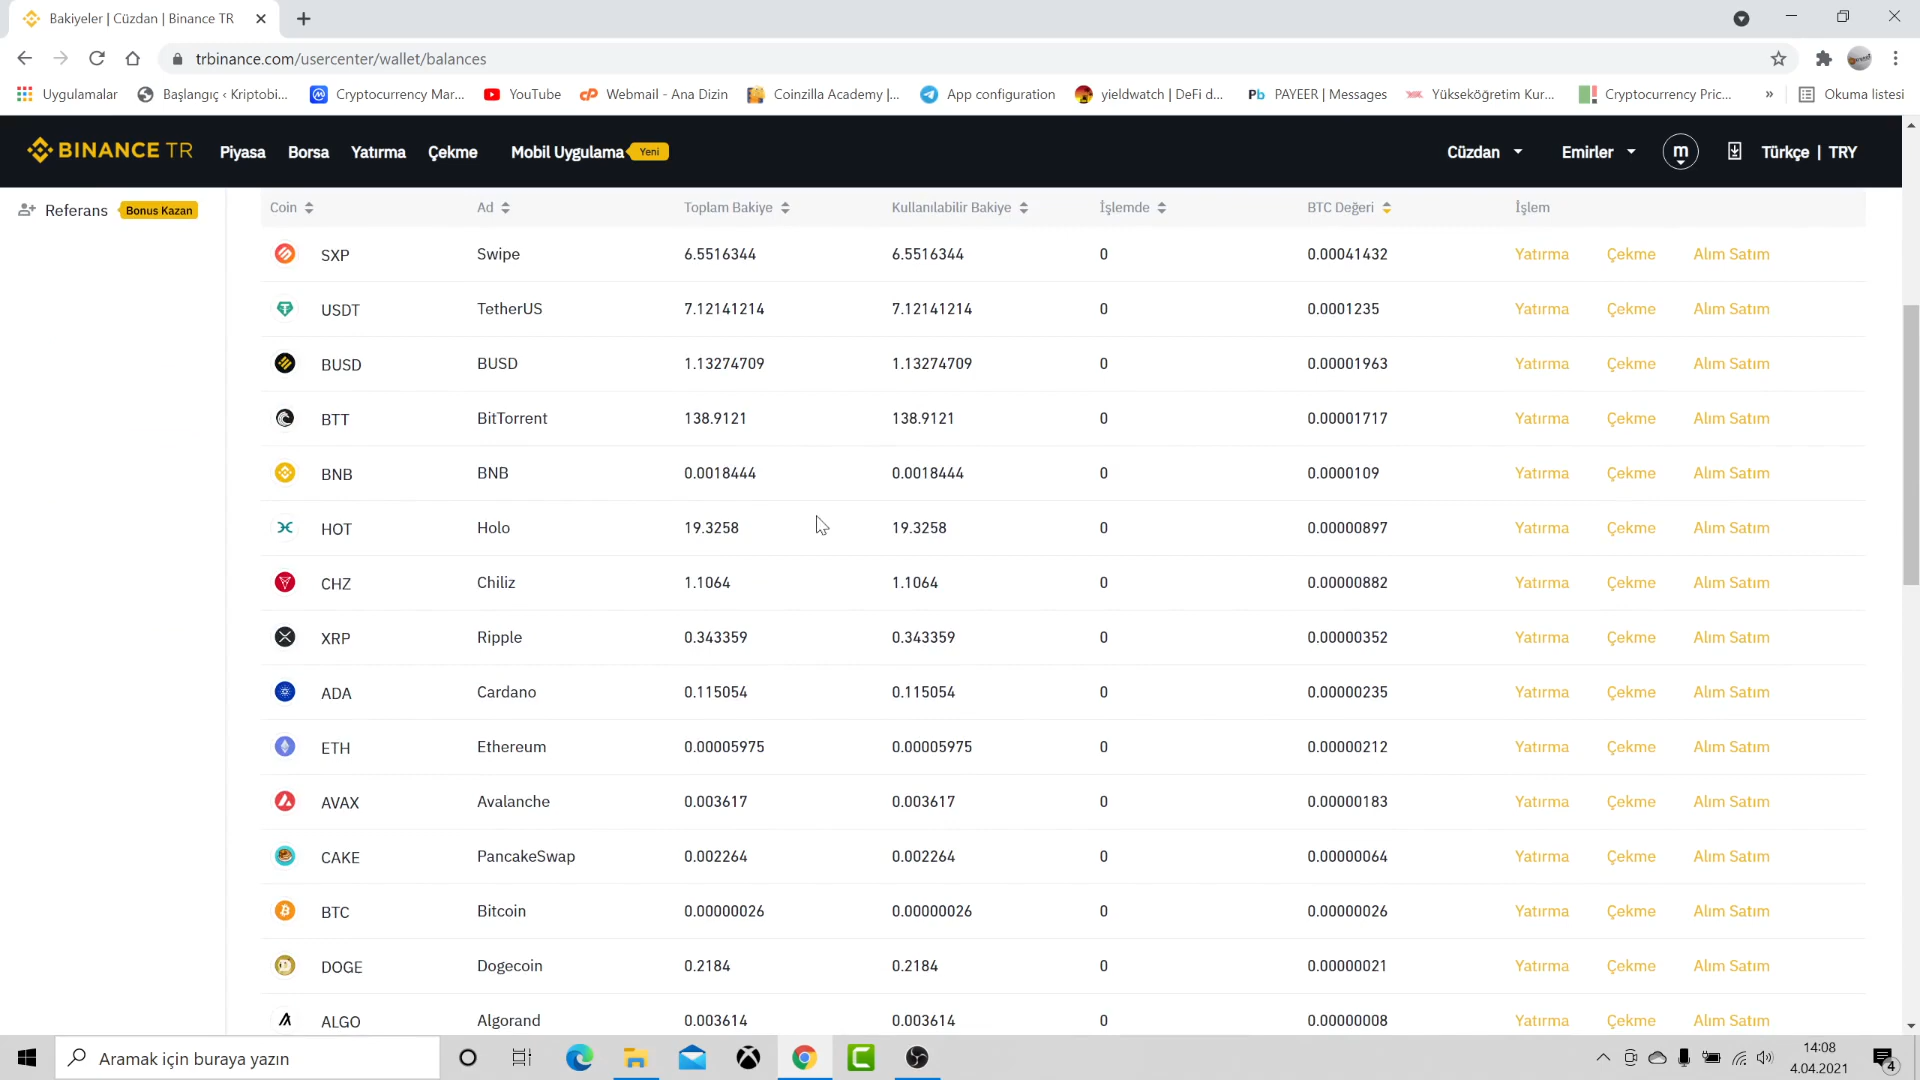 Bakiyeler | Cüzdan | Binance TR
trbinance.com/usercenter/wallet/balances
Uygulamalar Başlangıç ‹ Kriptobi... Cryptocurrency Mar... YouTube Webmail - Ana Dizin Coinzilla Academy |... App configuration yieldwatch | DeFi d... PAYEER | Messages Yükseköğretim Kur... Cryptocurrency Pric... » Okuma listesi
BINANCE TR Piyasa Borsa Yatırma Çekme Mobil Uygulama Yeni Cüzdan Emirler m Türkçe | TRY
Referans Bonus Kazan
Coin Ad Toplam Bakiye Kullanılabilir Bakiye İşlemde BTC Değeri İşlem
SXP Swipe 6.5516344 6.5516344 0 0.00041432 Yatırma Çekme Alım Satım
USDT TetherUS 7.12141214 7.12141214 0 0.0001235 Yatırma Çekme Alım Satım
BUSD BUSD 1.13274709 1.13274709 0 0.00001963 Yatırma Çekme Alım Satım
BTT BitTorrent 138.9121 138.9121 0 0.00001717 Yatırma Çekme Alım Satım
BNB BNB 0.0018444 0.0018444 0 0.0000109 Yatırma Çekme Alım Satım
HOT Holo 19.3258 19.3258 0 0.00000897 Yatırma Çekme Alım Satım
CHZ Chiliz 1.1064 1.1064 0 0.00000882 Yatırma Çekme Alım Satım
XRP Ripple 0.343359 0.343359 0 0.00000352 Yatırma Çekme Alım Satım
ADA Cardano 0.115054 0.115054 0 0.00000235 Yatırma Çekme Alım Satım
ETH Ethereum 0.00005975 0.00005975 0 0.00000212 Yatırma Çekme Alım Satım
AVAX Avalanche 0.003617 0.003617 0 0.00000183 Yatırma Çekme Alım Satım
CAKE PancakeSwap 0.002264 0.002264 0 0.00000064 Yatırma Çekme Alım Satım
BTC Bitcoin 0.00000026 0.00000026 0 0.00000026 Yatırma Çekme Alım Satım
DOGE Dogecoin 0.2184 0.2184 0 0.00000021 Yatırma Çekme Alım Satım
ALGO Algorand 0.003614 0.003614 0 0.00000008 Yatırma Çekme Alım Satım
Aramak için buraya yazın
14:08
4.04.2021
4